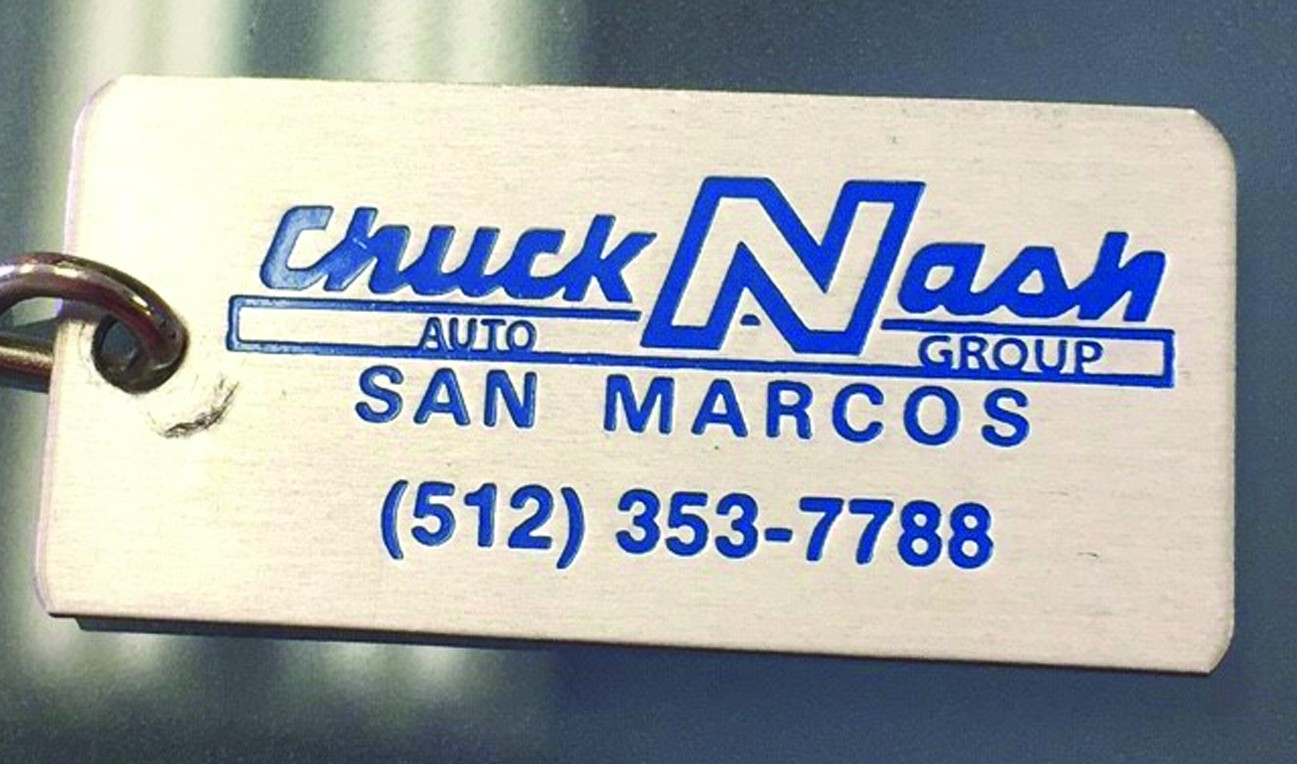 Chuck Nash
AUTO GROUP
SAN MARCOS
(512) 353-7788